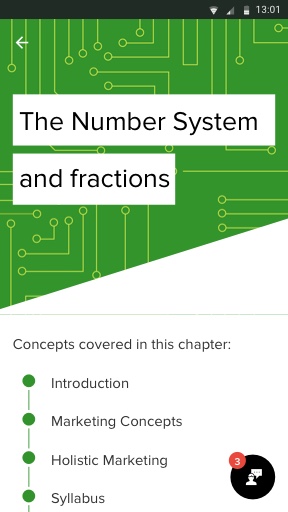 13:01
The Number System
and fractions
Concepts covered in this chapter:
Introduction
Marketing Concepts
Holistic Marketing
3
Syllabus